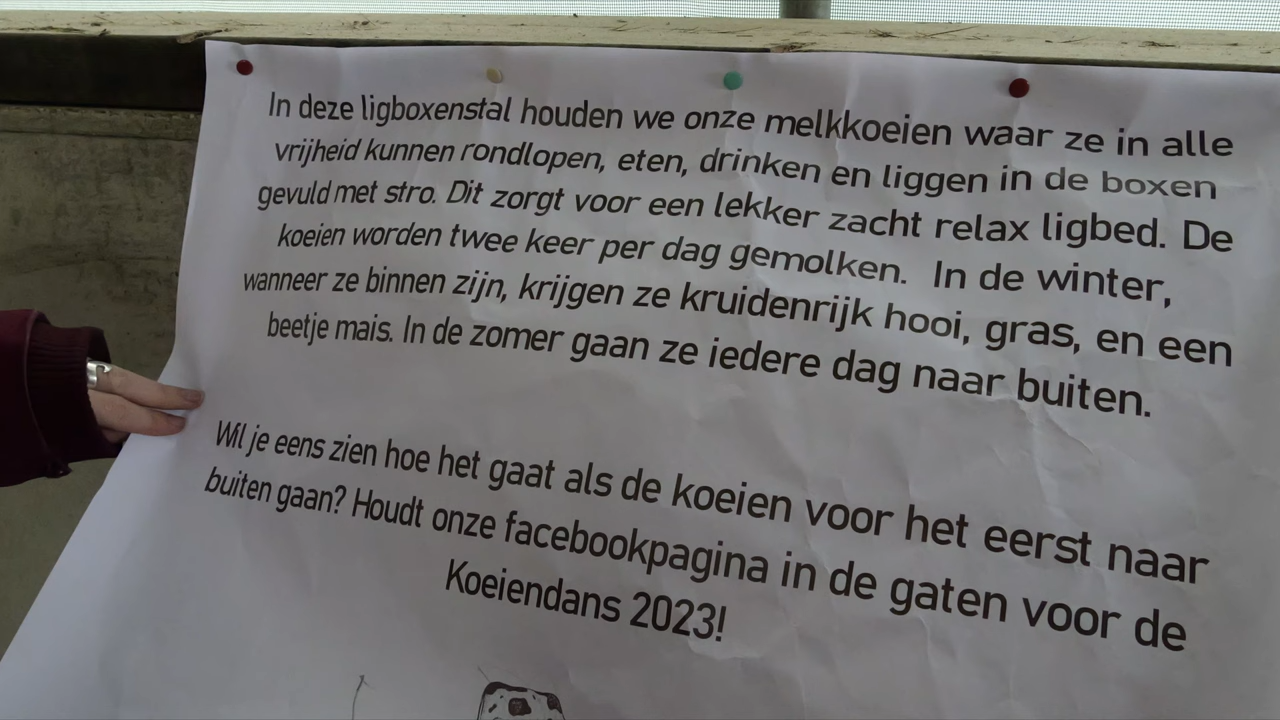 In deze ligboxenstal houden we onze melkkoeien waar ze in alle
vrijheid kunnen rondlopen, eten, drinken en liggen in de boxen
gevuld met stro. Dit zorgt voor een lekker zacht relax ligbed. De
koeien worden twee keer per dag gemolken. In de winter,
wanneer ze binnen zijn, krijgen ze kruidenrijk hooi, gras, en een
beetje mais. In de zomer gaan ze iedere dag naar buiten.
Wil je eens zien hoe het gaat als de koeien voor het eerst naar
buiten gaan? Houdt onze facebookpagina in de gaten voor de
Koeiendans 2023!